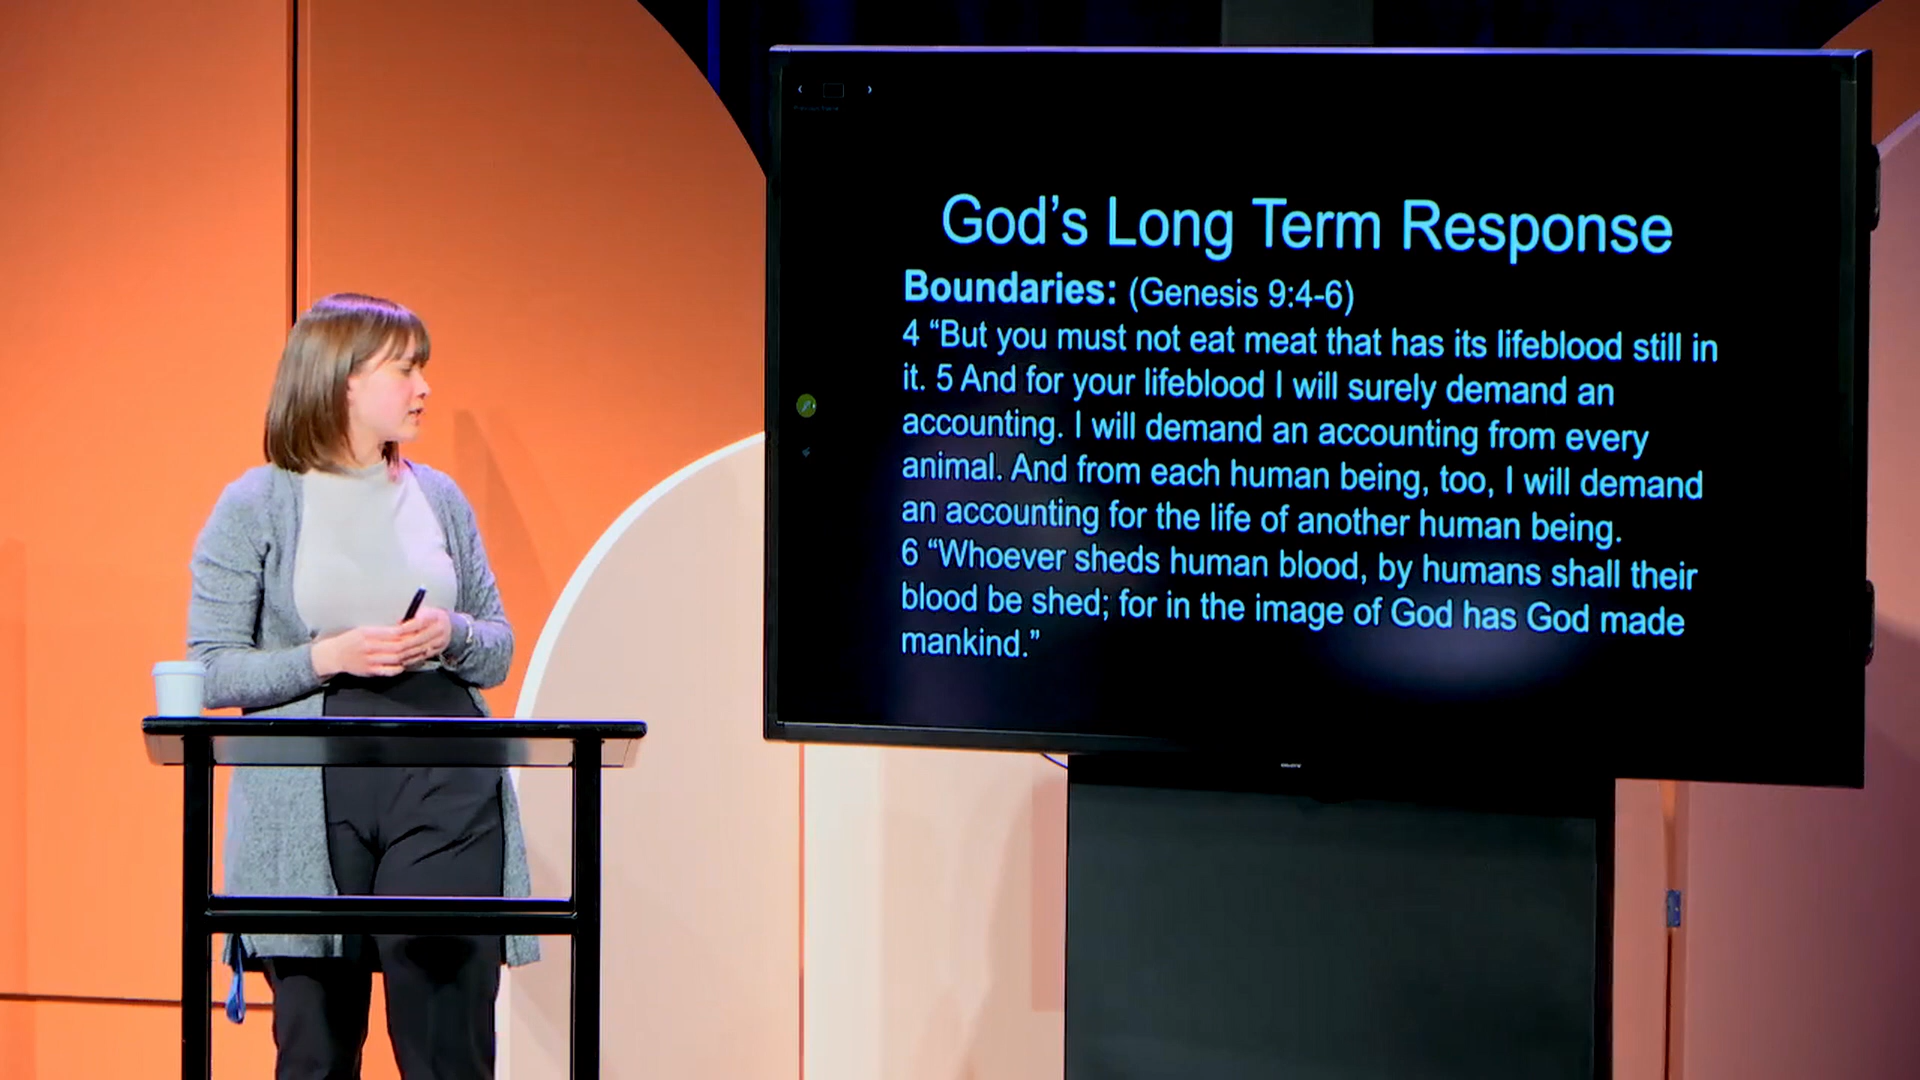 God’s Long Term Response
Boundaries: (Genesis 9:4-6)
4 “But you must not eat meat that has its lifeblood still in
it. 5 And for your lifeblood I will surely demand an
accounting. I will demand an accounting from every
animal. And from each human being, too, I will demand
an accounting for the life of another human being.
6 “Whoever sheds human blood, by humans shall their
blood be shed; for in the image of God has God made
mankind.”